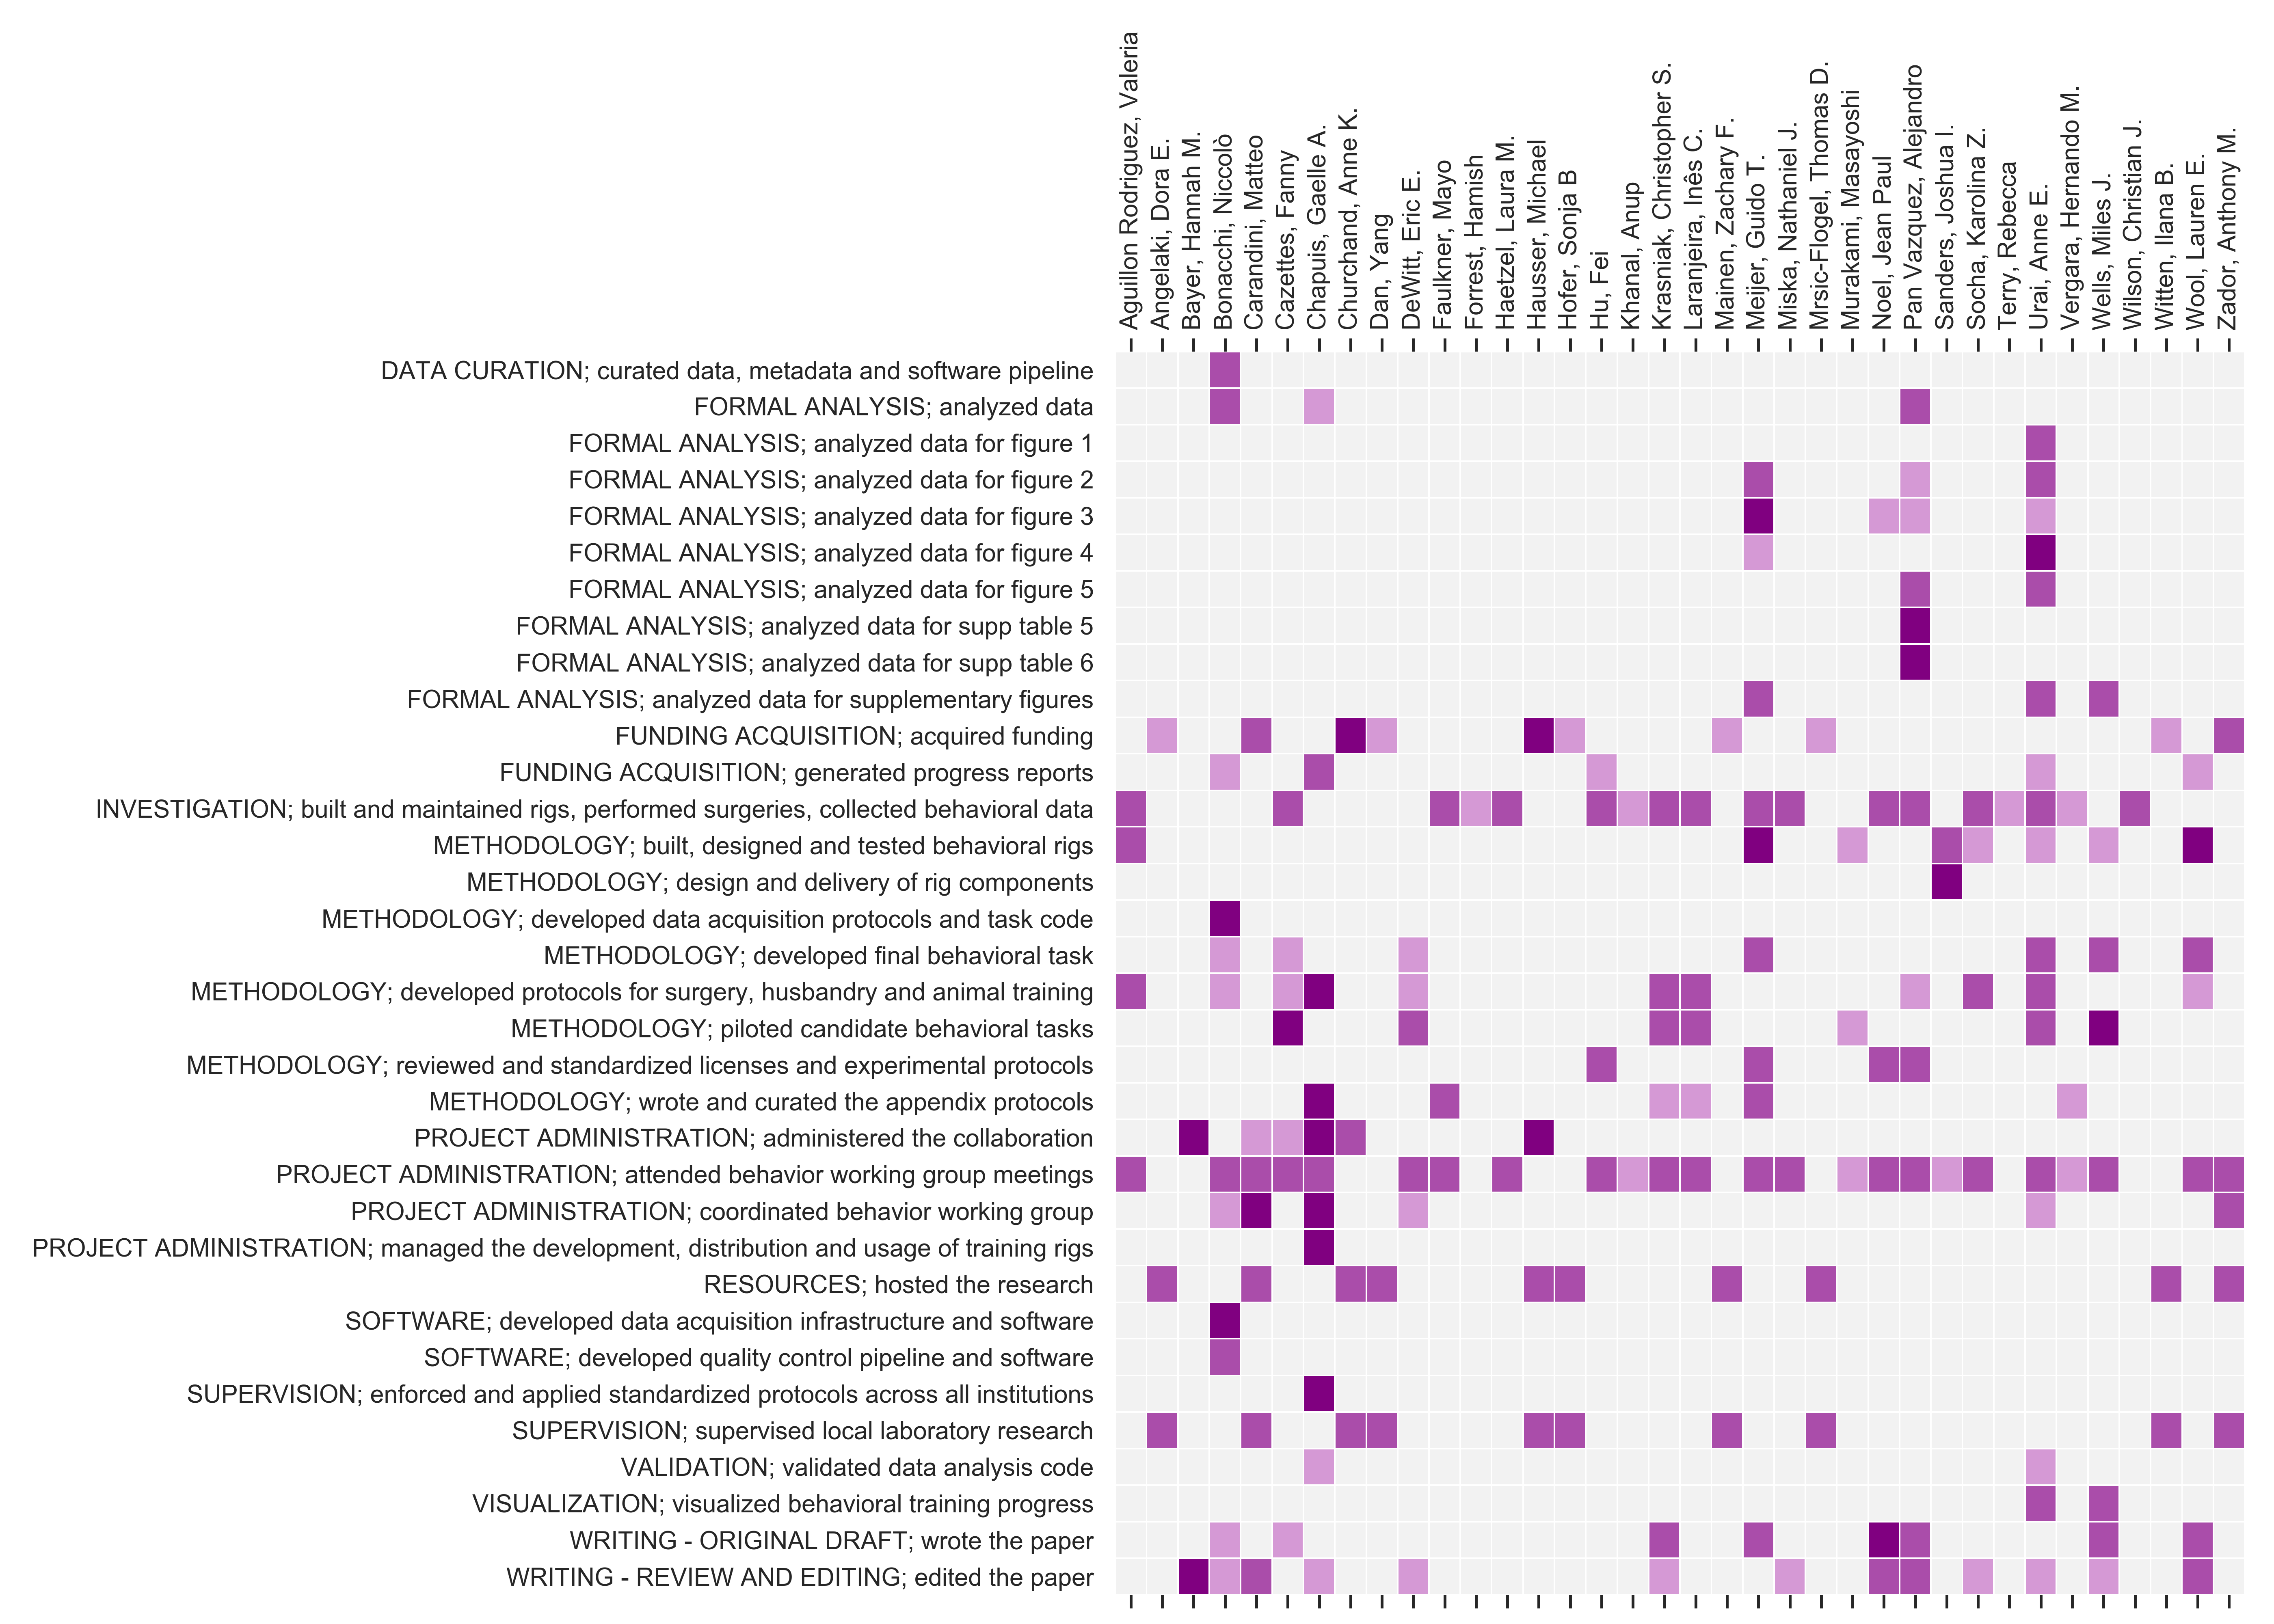 Aguillon Rodriguez, Valeria
Angelaki, Dora E.
Bayer, Hannah M.
Bonacchi, Niccolò
Carandini, Matteo
Cazettes, Fanny
Chapuis, Gaelle A.
Churchand, Anne K.
Dan, Yang
DeWitt, Eric E.
Faulkner, Mayo
Forrest, Hamish
Haetzel, Laura M.
Hausser, Michael
Hofer, Sonja B
Hu, Fei
Khanal, Anup
Krasniak, Christopher S.
Laranjeira, Inês C.
Mainen, Zachary F.
Meijer, Guido T.
Miska, Nathaniel J.
Mrsic-Flogel, Thomas D.
Murakami, Masayoshi
Noel, Jean Paul
Pan Vazquez, Alejandro
Sanders, Joshua I.
Socha, Karolina Z.
Terry, Rebecca
Urai, Anne E.
Vergara, Hernando M.
Wells, Miles J.
Wilson, Christian J.
Witten, Ilana B.
Wool, Lauren E.
Zador, Anthony M.
DATA CURATION; curated data, metadata and software pipeline
FORMAL ANALYSIS; analyzed data
FORMAL ANALYSIS; analyzed data for figure 1
FORMAL ANALYSIS; analyzed data for figure 2
FORMAL ANALYSIS; analyzed data for figure 3
FORMAL ANALYSIS; analyzed data for figure 4
FORMAL ANALYSIS; analyzed data for figure 5
FORMAL ANALYSIS; analyzed data for supp table 5
FORMAL ANALYSIS; analyzed data for supp table 6
FORMAL ANALYSIS; analyzed data for supplementary figures
FUNDING ACQUISITION; acquired funding
FUNDING ACQUISITION; generated progress reports
INVESTIGATION; built and maintained rigs, performed surgeries, collected behavioral data
METHODOLOGY; built, designed and tested behavioral rigs
METHODOLOGY; design and delivery of rig components
METHODOLOGY; developed data acquisition protocols and task code
METHODOLOGY; developed final behavioral task
METHODOLOGY; developed protocols for surgery, husbandry and animal training
METHODOLOGY; piloted candidate behavioral tasks
METHODOLOGY; reviewed and standardized licenses and experimental protocols
METHODOLOGY; wrote and curated the appendix protocols
PROJECT ADMINISTRATION; administered the collaboration
PROJECT ADMINISTRATION; attended behavior working group meetings
PROJECT ADMINISTRATION; coordinated behavior working group
PROJECT ADMINISTRATION; managed the development, distribution and usage of training rigs
RESOURCES; hosted the research
SOFTWARE; developed data acquisition infrastructure and software
SOFTWARE; developed quality control pipeline and software
SUPERVISION; enforced and applied standardized protocols across all institutions
SUPERVISION; supervised local laboratory research
VALIDATION; validated data analysis code
VISUALIZATION; visualized behavioral training progress
WRITING - ORIGINAL DRAFT; wrote the paper
WRITING - REVIEW AND EDITING; edited the paper